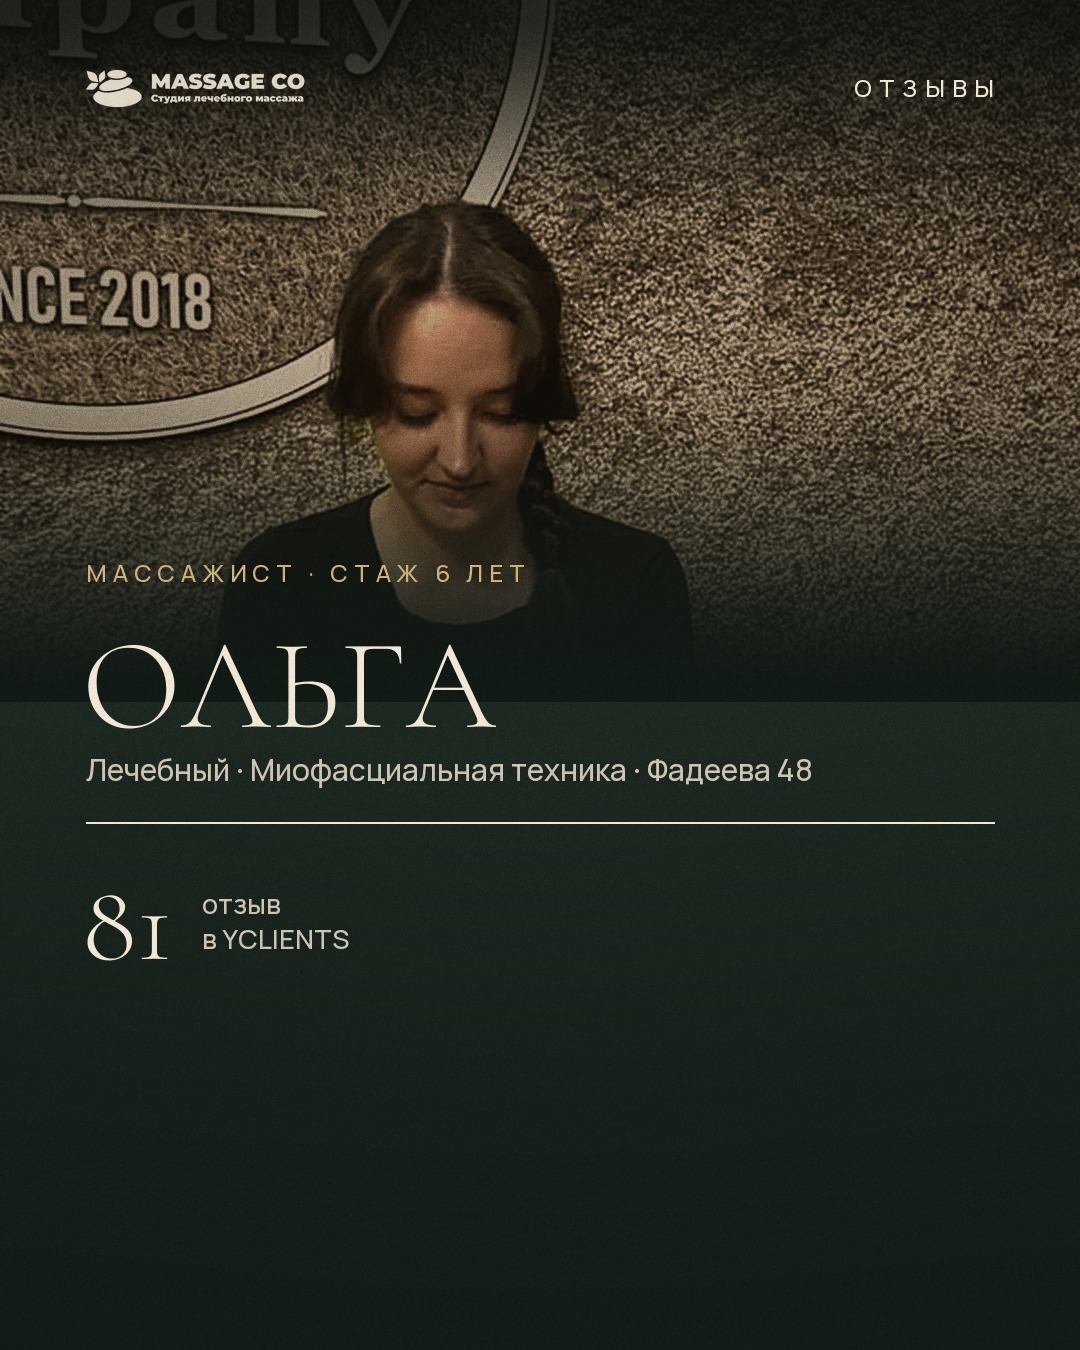 pany
MASSAGE CO
Студия лечебного массажа
ОТЗЫВЫ
NCE 2018
МАССАЖИСТ · СТАЖ 6 ЛЕТ
ОЛЬГА
Лечебный · Миофасциальная техника · Фадеева 48
81
отзыв
в YCLIENTS